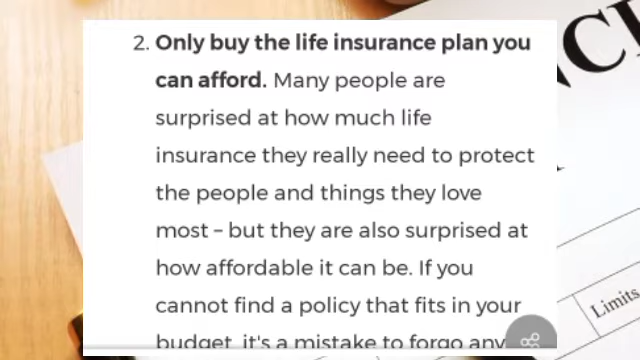 2. Only buy the life insurance plan you
can afford. Many people are
surprised at how much life
insurance they really need to protect
the people and things they love
most – but they are also surprised at
how affordable it can be. If you
cannot find a policy that fits in your
budget, it's a mistake to forgo any
Limits